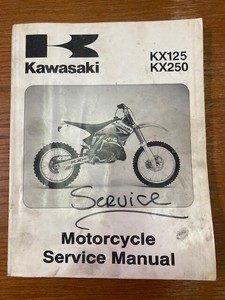 Kawasaki
KX125
KX250
Service
Motorcycle
Service Manual